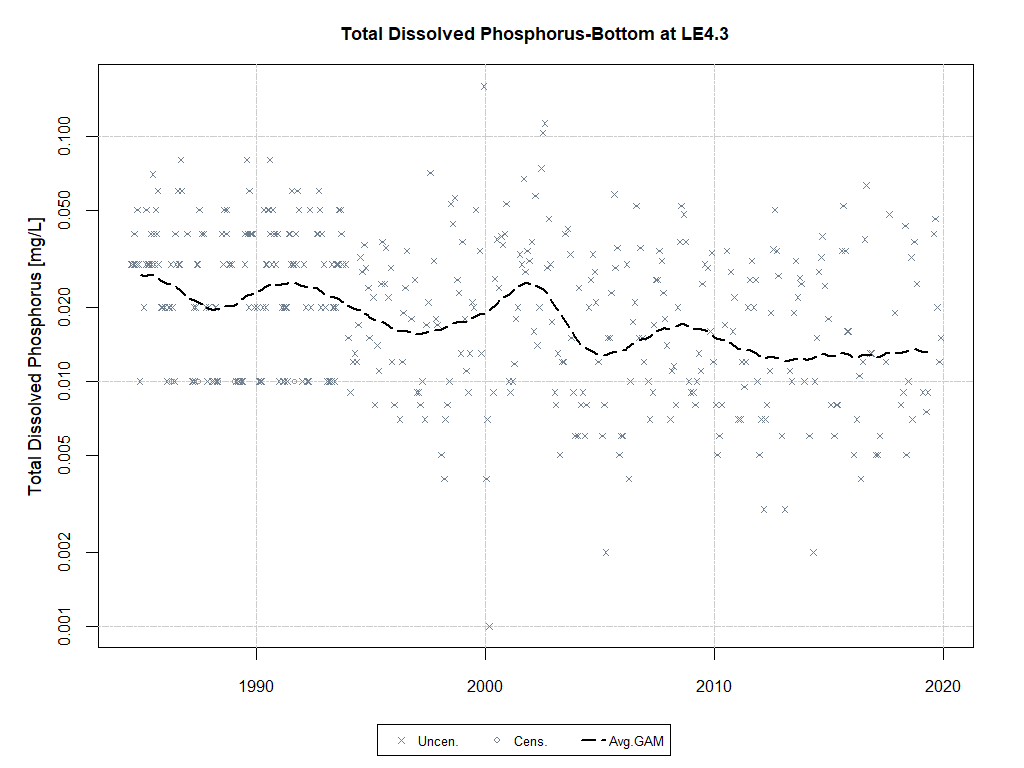 Total Dissolved Phosphorus-Bottom at LE4.3
Total Dissolved Phosphorus [mg/L]
0.100
0.050
0.020
0.010
0.005
0.002
0.001
1990 2000 2010 2020
Uncen. Cens. Avg.GAM